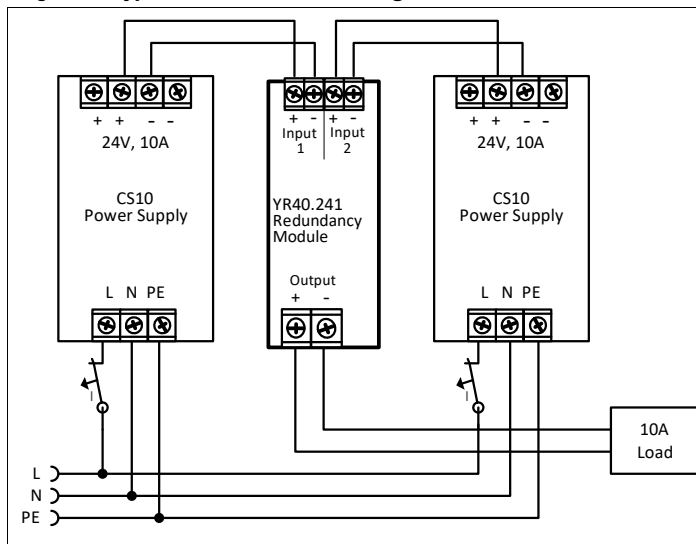 + + - -
24V, 10A
CS10
Power Supply
L N PE
+ - + -
Input 1
Input 2
YR40.241
Redundancy
Module
Output
+ -
+ + - -
24V, 10A
CS10
Power Supply
L N PE
I
I
10A
Load
L
N
PE